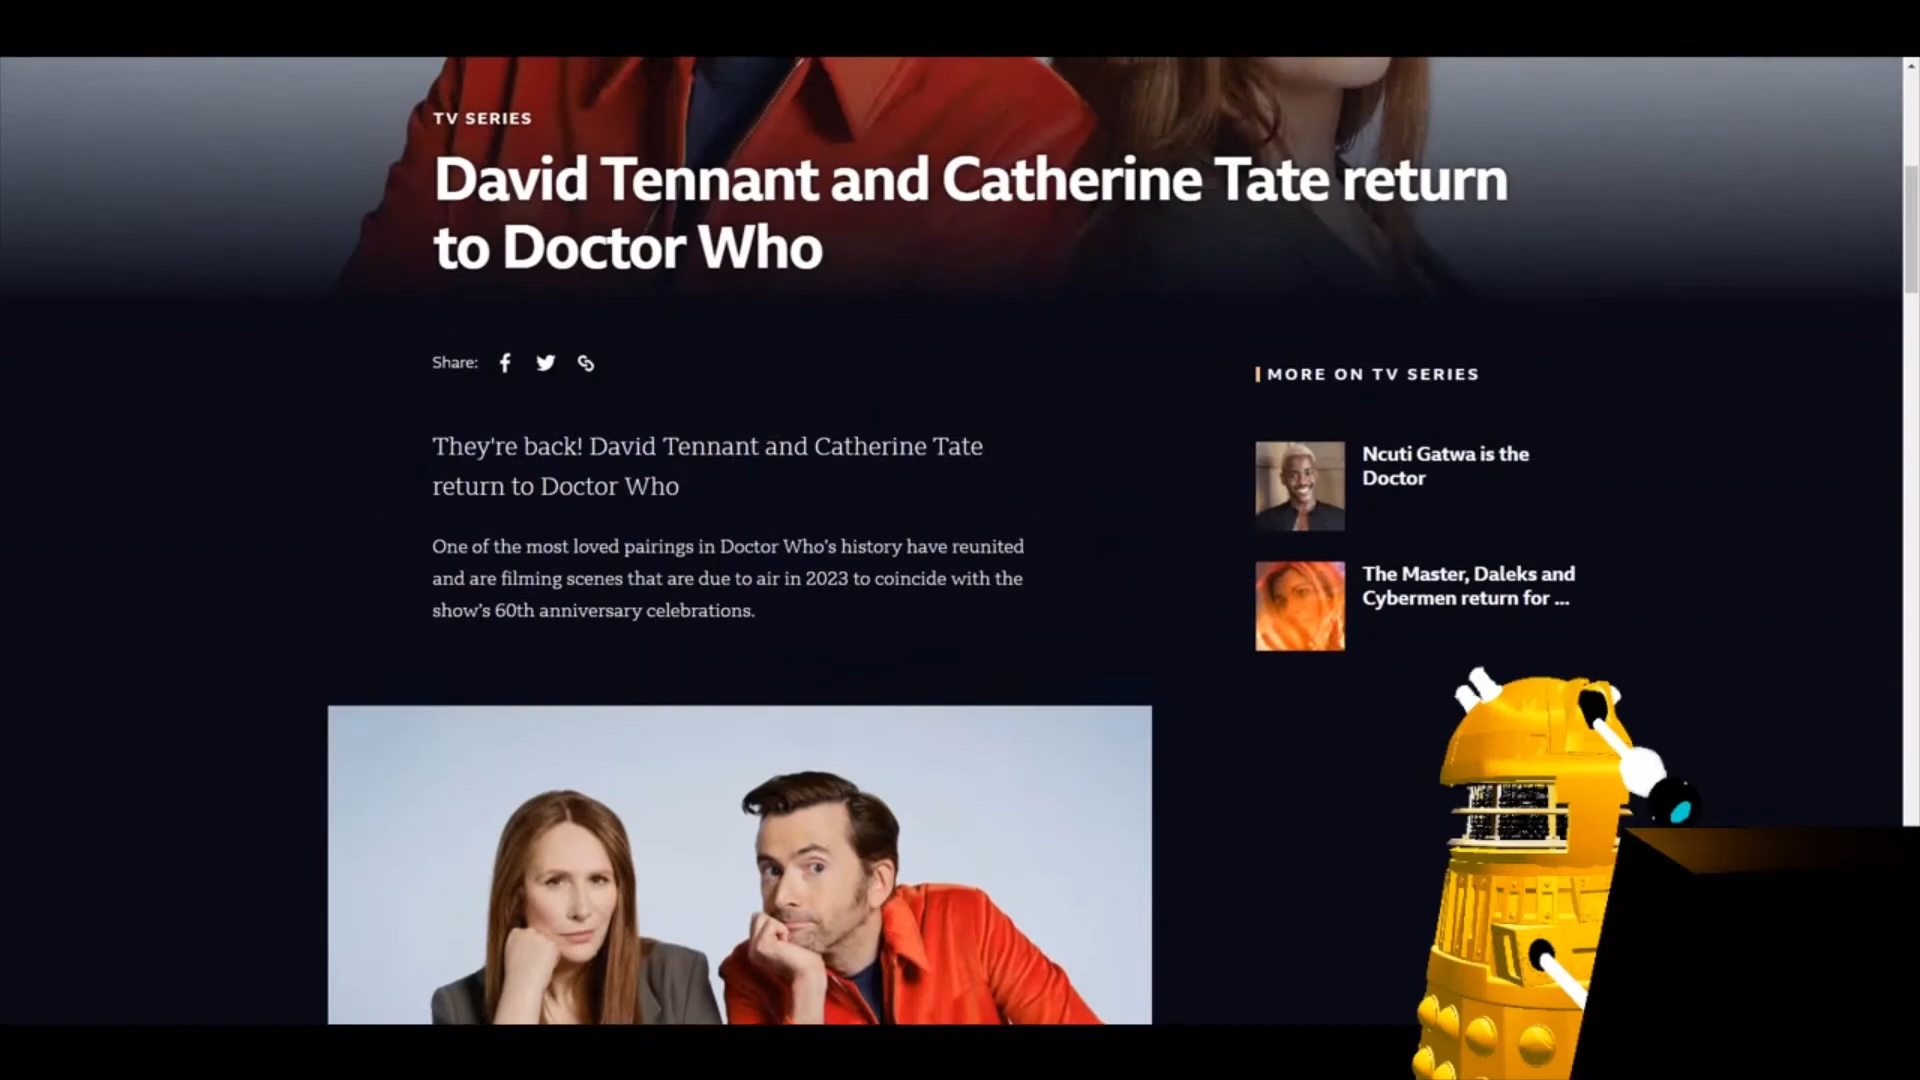 TV SERIES
David Tennant and Catherine Tate return
to Doctor Who
Share:
They're back! David Tennant and Catherine Tate
return to Doctor Who
One of the most loved pairings in Doctor Who's history have reunited
and are filming scenes that are due to air in 2023 to coincide with the
show's 60th anniversary celebrations.
MORE ON TV SERIES
Ncuti Gatwa is the
Doctor
The Master, Daleks and
Cybermen return for ...